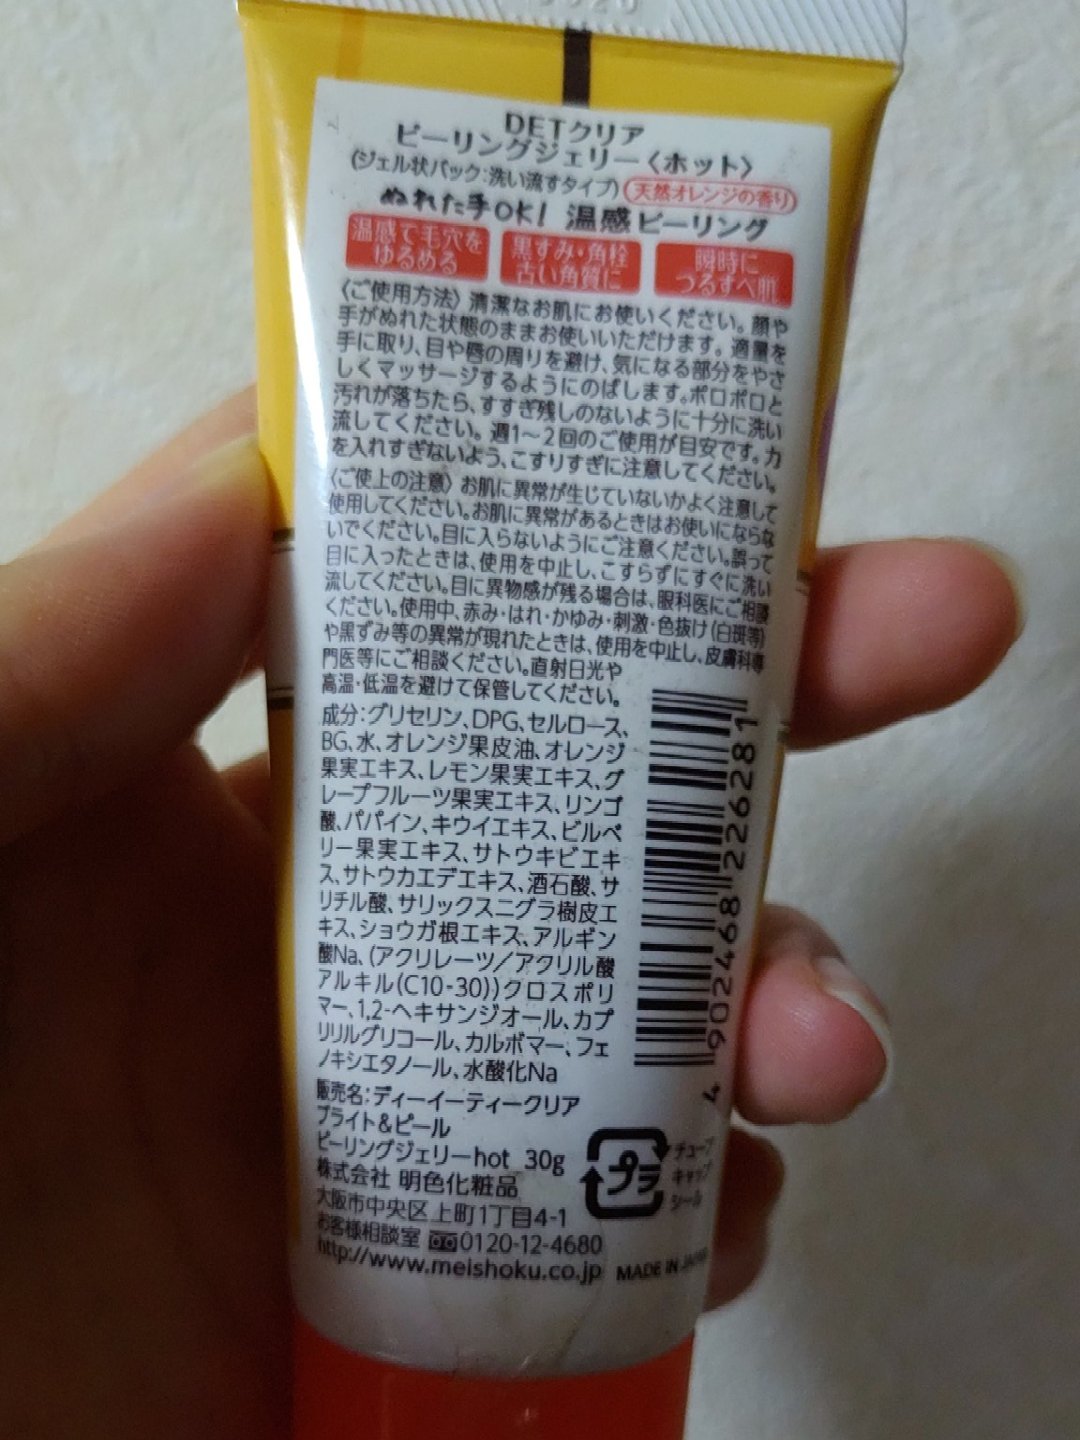 DETクリア
ピーリングジェリー〈ホット〉
(ジェル状パック:洗い流すタイプ) 天然オレンジの香り
ぬれた手OK! 温感ピーリング
温感で毛穴を
ゆるめる
黒ずみ・角栓
古い角質に
瞬時に
つるすべ肌
〈ご使用方法〉清潔なお肌にお使いください。顔や
手がぬれた状態のままお使いいただけます。適量を
手に取り、目や唇の周りを避け、気になる部分をやさ
しくマッサージするようにのばします。ポロポロと
汚れが落ちたら、すすぎ残しのないように十分に洗い
流してください。週1〜2回のご使用が目安です。力
を入れすぎないよう、こすりすぎに注意してください。
〈ご使上の注意〉お肌に異常が生じていないかよく注意して
使用してください。お肌に異常があるときはお使いにならな
いでください。目に入らないようにご注意ください。誤って
目に入ったときは、使用を中止し、こすらずにすぐに洗い
流してください。目に異物感が残る場合は、眼科医にご相談
ください。使用中、赤み・はれ・かゆみ・刺激・色抜け(白斑等)
や黒ずみ等の異常が現れたときは、使用を中止し、皮膚科専
門医等にご相談ください。直射日光や
高温・低温を避けて保管してください。
成分:グリセリン、DPG、セルロース、
BG、水、オレンジ果皮油、オレンジ
果実エキス、レモン果実エキス、グ
レープフルーツ果実エキス、リンゴ
酸、パパイン、キウイエキス、ビルベ
リー果実エキス、サトウキビエキ
ス、サトウカエデエキス、酒石酸、サ
リチル酸、サリックスニグラ樹皮エ
キス、ショウガ根エキス、アルギン
酸Na、(アクリレーツ/アクリル酸
アルキル(C10-30))クロスポリ
マー、1,2-ヘキサンジオール、カプ
リリルグリコール、カルボマー、フェ
ノキシエタノール、水酸化Na
販売名:ディーイーティークリア
ブライト&ピール
ピーリングジェリーhot 30g
株式会社 明色化粧品
大阪市中央区上町1丁目4-1
お客様相談室 0120-12-4680
http://www.meishoku.co.jp MADE IN JAPAN
4 902468 226281
プラ
チューブ
キャップ
シール